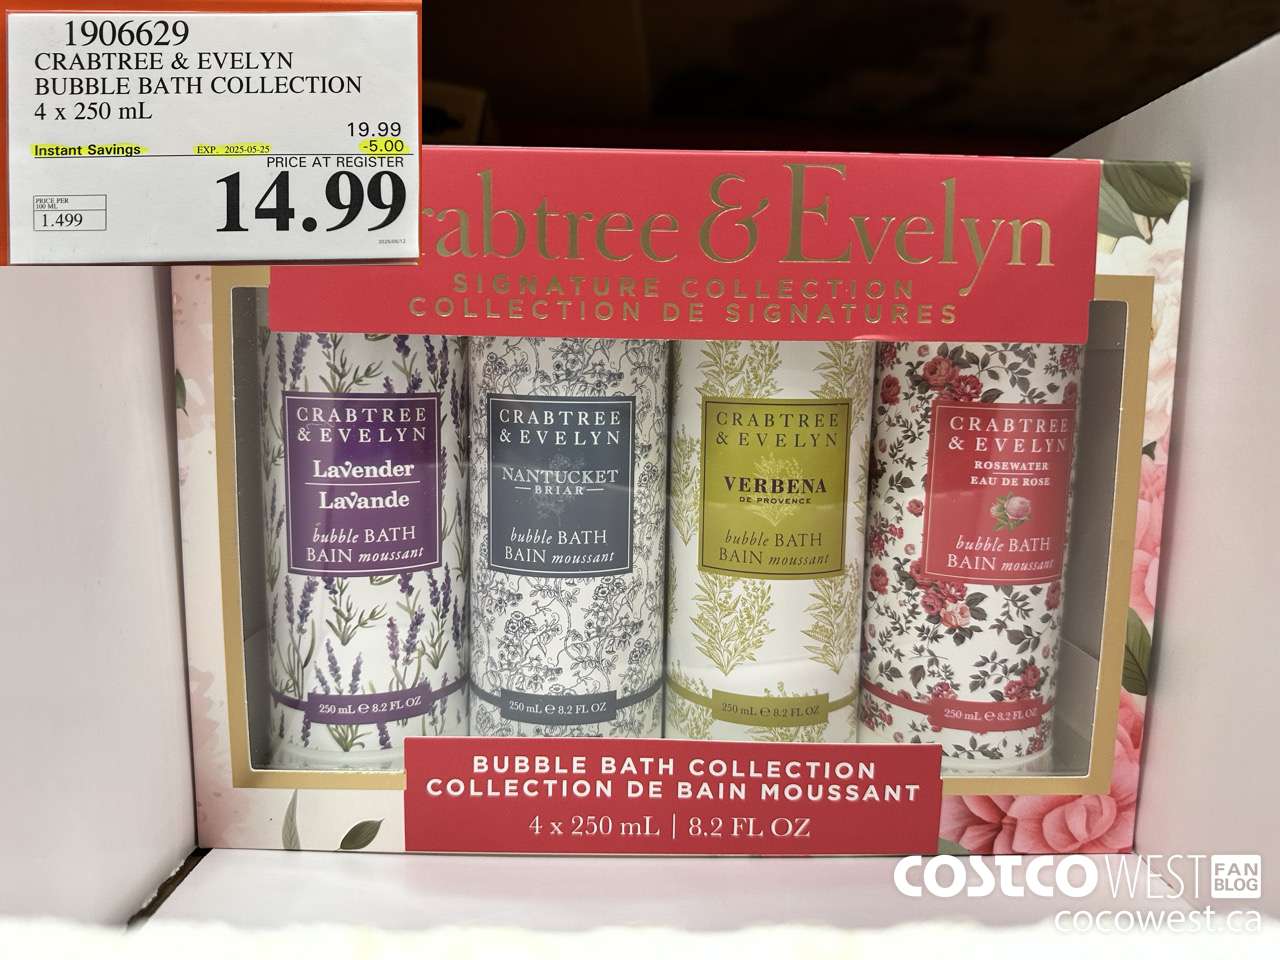 1906629
CRABTREE & EVELYN
BUBBLE BATH COLLECTION
4 x 250 mL
19.99
Instant Savings EXP. 2025-05-25 -5.00
PRICE AT REGISTER
14.99
PRICE PER
100 ML
1.499
rabtree & Evelyn
SIGNATURE COLLECTION
COLLECTION DE SIGNATURES
CRABTREE
& EVELYN
Lavender
Lavande
bubble BATH
BAIN moussant
250 mL e 8.2 FL OZ
CRABTREE
& EVELYN
NANTUCKET
BRIAR
bubble BATH
BAIN moussant
250 mL e 8.2 FL OZ
CRABTREE
& EVELYN
VERBENA
DE PROVENCE
bubble BATH
BAIN moussant
250 mL e 8.2 FL OZ
CRABTREE
& EVELYN
ROSEWATER
EAU DE ROSE
bubble BATH
BAIN moussant
250 mL e 8.2 FL OZ
BUBBLE BATH COLLECTION
COLLECTION DE BAIN MOUSSANT
4 x 250 mL | 8.2 FL OZ
COSTCO WEST FAN BLOG
cocowest.ca